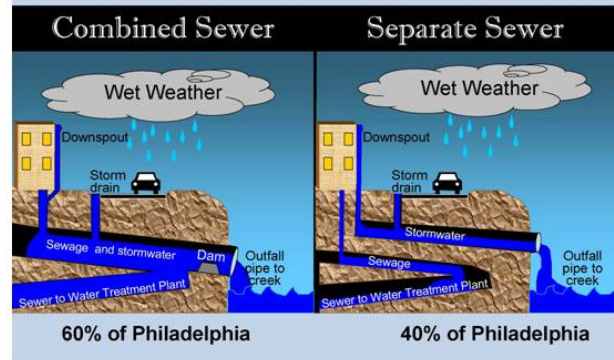 Combined Sewer
Wet Weather
Downspout
Storm
drain
Sewage and stormwater
Dam
Outfall
pipe to
creek
Sewer to Water Treatment Plant
60% of Philadelphia
Separate Sewer
Wet Weather
Downspout
Storm
drain
Stormwater
Sewage
Outfall
pipe to
creek
Sewer to Water Treatment Plant
40% of Philadelphia